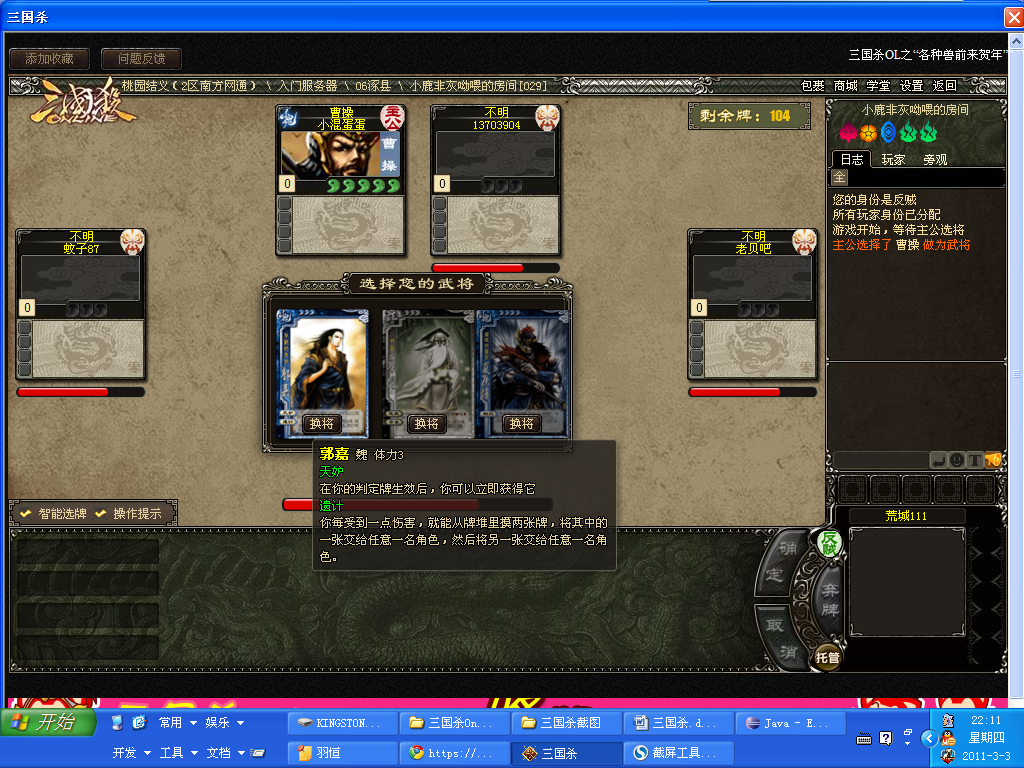 三国杀
添加收藏
问题反馈
三国杀OL之“各种兽前来贺年”
三国杀
桃园结义（2区南方网通） \ 入门服务器 \ 06涿县 \ 小鹿非灰呦喂的房间[029]
包裹 商城 学堂 设置 返回
曹操
小混蛋蛋
主公
魏
曹操
0
不明
13703904
0
剩余牌：104
小鹿非灰呦喂的房间
日志 玩家 旁观
全
您的身份是反贼
所有玩家身份已分配
游戏开始，等待主公选将
主公选择了 曹操 做为武将
不明
蚊子87
0
不明
老贝吧
0
选择您的武将
换将
换将
换将
郭嘉 魏 体力3
天妒
在你的判定牌生效后，你可以立即获得它
遗计
你每受到一点伤害，就能从牌堆里摸两张牌，将其中的
一张交给任意一名角色，然后将另一张交给任意一名角
色。
智能选牌
操作提示
荒城111
确定
反贼
弃牌
取消
托管
开始
常用
娱乐
KINGSTON...
三国杀On...
三国杀截图
三国杀.d...
Java - E...
22:11
星期四
2011-3-3
开发
工具
文档
羽恒
https://...
三国杀
截屏工具...